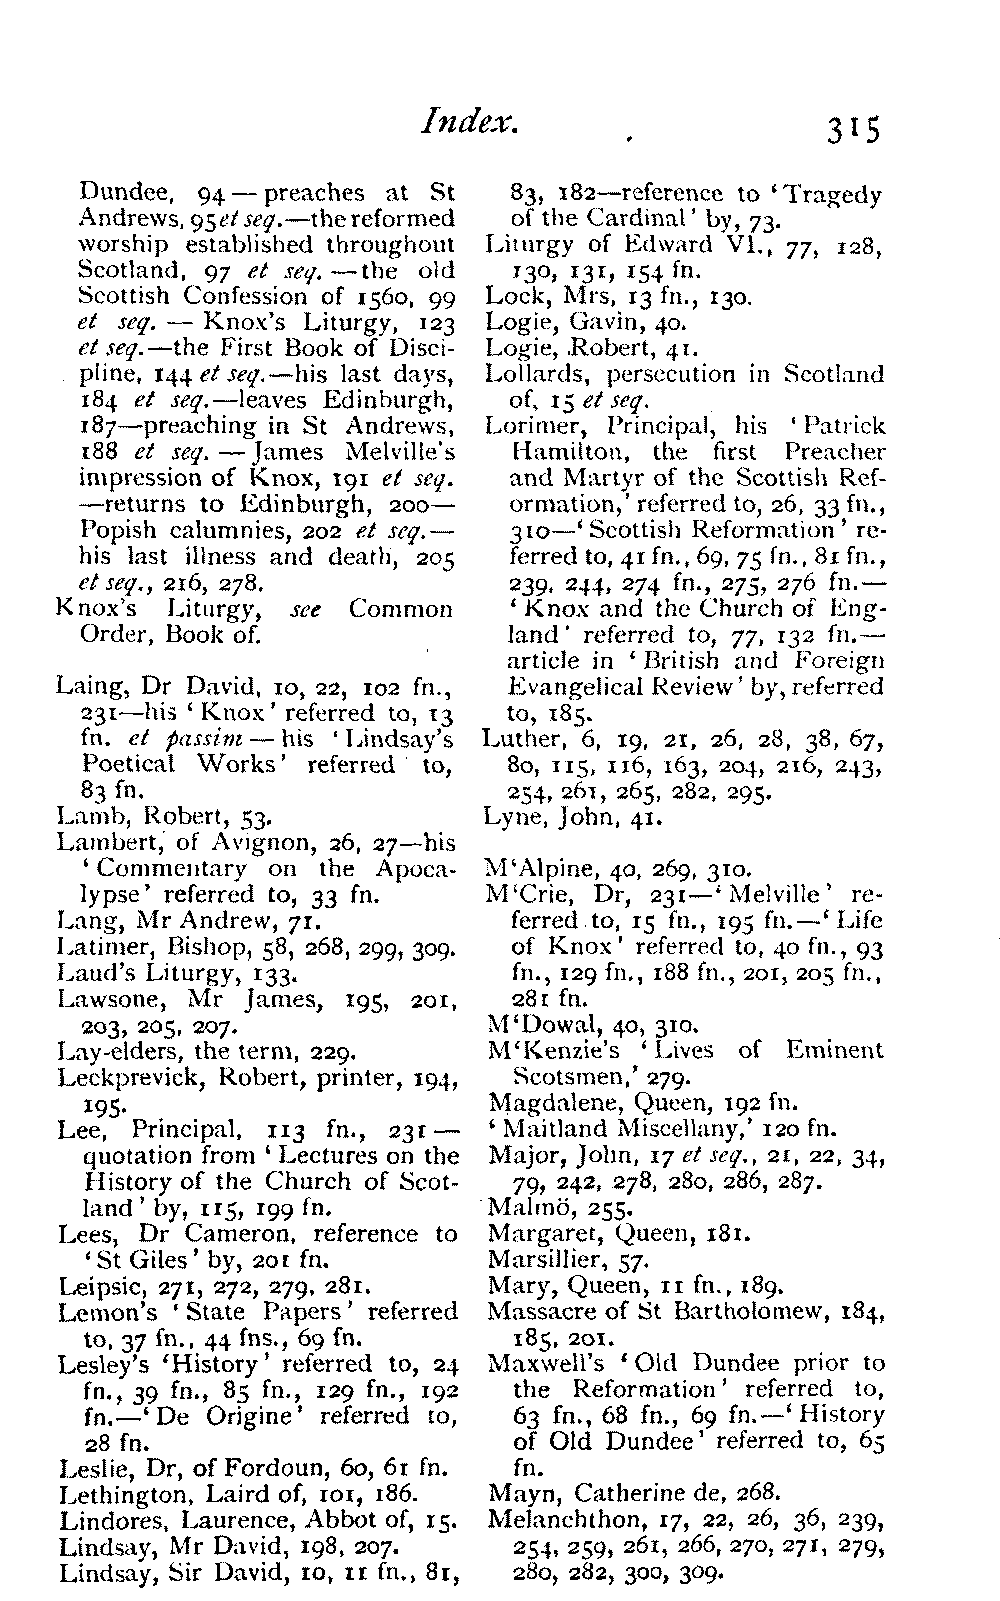 Index.
315
Dundee, 94 — preaches at St
Andrews, 95 et seq.—the reformed
worship established throughout
Scotland, 97 et seq. — the old
Scottish Confession of 1560, 99
et seq. — Knox's Liturgy, 123
et seq.—the First Book of Disci-
pline, 144 et seq.—his last days,
184 et seq.—leaves Edinburgh,
187—preaching in St Andrews,
188 et seq. — James Melville's
impression of Knox, 191 et seq.
—returns to Edinburgh, 200—
Popish calumnies, 202 et seq.—
his last illness and death, 205
et seq., 216, 278.
Knox's Liturgy, see Common
Order, Book of.
Laing, Dr David, 10, 22, 102 fn.,
231—his ‘Knox’ referred to, 13
fn. et passim — his ‘Lindsay's
Poetical Works’ referred to,
83 fn.
Lamb, Robert, 53.
Lambert, of Avignon, 26, 27—his
‘Commentary on the Apoca-
lypse’ referred to, 33 fn.
Lang, Mr Andrew, 71.
Latimer, Bishop, 58, 268, 299, 309.
Laud's Liturgy, 133.
Lawsone, Mr James, 195, 201,
203, 205, 207.
Lay-elders, the term, 229.
Leckprevick, Robert, printer, 194,
195.
Lee, Principal, 113 fn., 231 —
quotation from ‘Lectures on the
History of the Church of Scot-
land’ by, 115, 199 fn.
Lees, Dr Cameron, reference to
‘St Giles’ by, 201 fn.
Leipsic, 271, 272, 279, 281.
Lemon's ‘State Papers’ referred
to, 37 fn., 44 fns., 69 fn.
Lesley's ‘History’ referred to, 24
fn., 39 fn., 85 fn., 129 fn., 192
fn.—‘De Origine’ referred to,
28 fn.
Leslie, Dr, of Fordoun, 60, 61 fn.
Lethington, Laird of, 101, 186.
Lindores, Laurence, Abbot of, 15.
Lindsay, Mr David, 198, 207.
Lindsay, Sir David, 10, 11 fn., 81,
83, 182—reference to ‘Tragedy
of the Cardinal’ by, 73.
Liturgy of Edward VI., 77, 128,
130, 131, 154 fn.
Lock, Mrs, 13 fn., 130.
Logie, Gavin, 40.
Logie, Robert, 41.
Lollards, persecution in Scotland
of, 15 et seq.
Lorimer, Principal, his ‘Patrick
Hamilton, the first Preacher
and Martyr of the Scottish Ref-
ormation,’ referred to, 26, 33 fn.,
310—‘Scottish Reformation’ re-
ferred to, 41 fn., 69, 75 fn., 81 fn.,
239, 244, 274 fn., 275, 276 fn.—
‘Knox and the Church of Eng-
land’ referred to, 77, 132 fn.—
article in ‘British and Foreign
Evangelical Review’ by, referred
to, 185.
Luther, 6, 19, 21, 26, 28, 38, 67,
80, 115, 116, 163, 204, 216, 243,
254, 261, 265, 282, 295.
Lyne, John, 41.
M‘Alpine, 40, 269, 310.
M‘Crie, Dr, 231—‘Melville’ re-
ferred to, 15 fn., 195 fn.—‘Life
of Knox’ referred to, 40 fn., 93
fn., 129 fn., 188 fn., 201, 205 fn.,
281 fn.
M‘Dowal, 40, 310.
M‘Kenzie's ‘Lives of Eminent
Scotsmen,’ 279.
Magdalene, Queen, 192 fn.
‘Maitland Miscellany,’ 120 fn.
Major, John, 17 et seq., 21, 22, 34,
79, 242, 278, 280, 286, 287.
Malmö, 255.
Margaret, Queen, 181.
Marsillier, 57.
Mary, Queen, 11 fn., 189.
Massacre of St Bartholomew, 184,
185, 201.
Maxwell's ‘Old Dundee prior to
the Reformation’ referred to,
63 fn., 68 fn., 69 fn.—‘History
of Old Dundee’ referred to, 65
fn.
Mayn, Catherine de, 268.
Melanchthon, 17, 22, 26, 36, 239,
254, 259, 261, 266, 270, 271, 279,
280, 282, 300, 309.